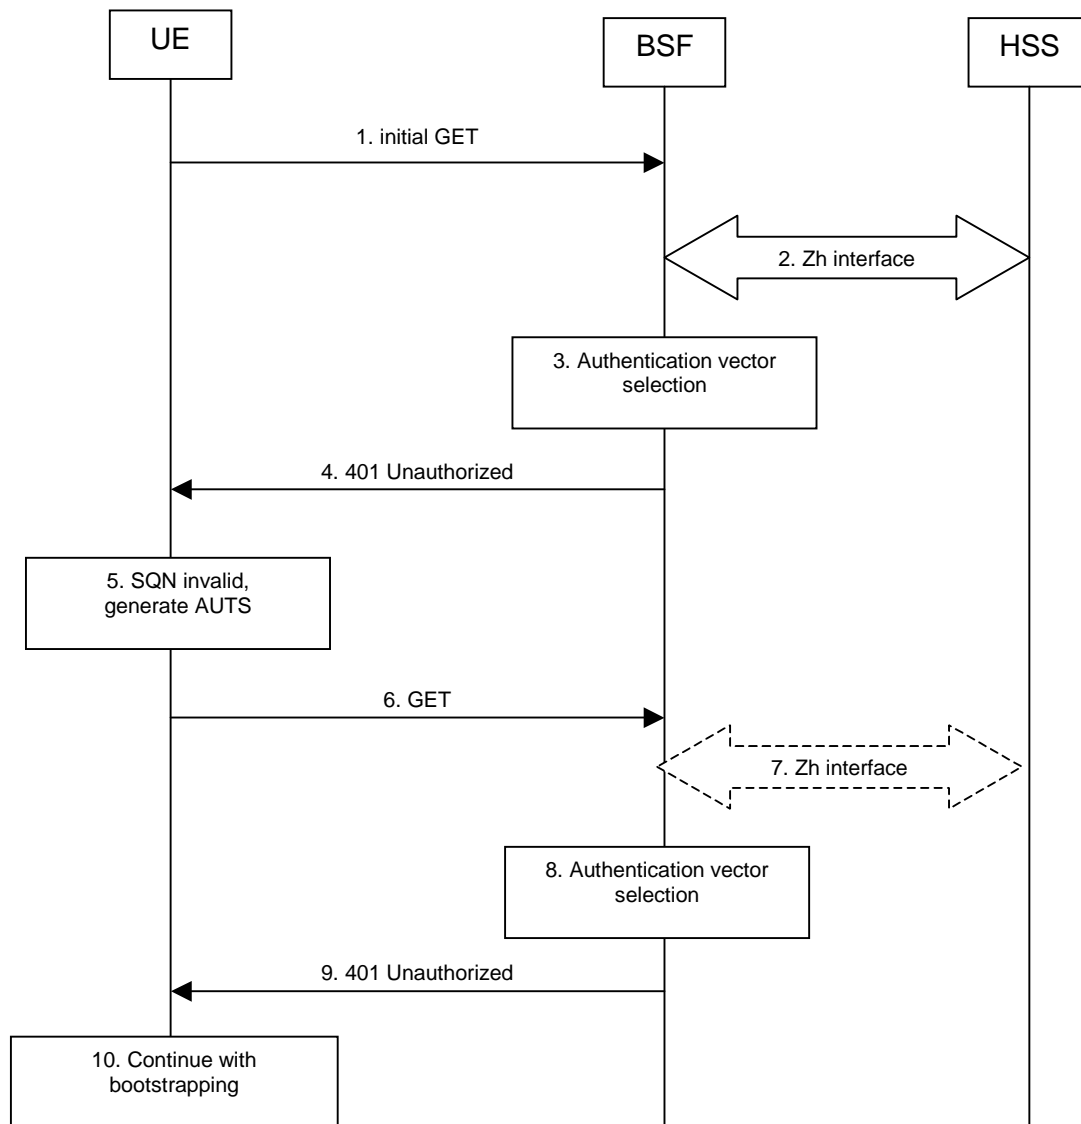 UE
BSF
HSS
1. initial GET
2. Zh interface
3. Authentication vector
selection
4. 401 Unauthorized
5. SQN invalid,
generate AUTS
6. GET
7. Zh interface
8. Authentication vector
selection
9. 401 Unauthorized
10. Continue with
bootstrapping